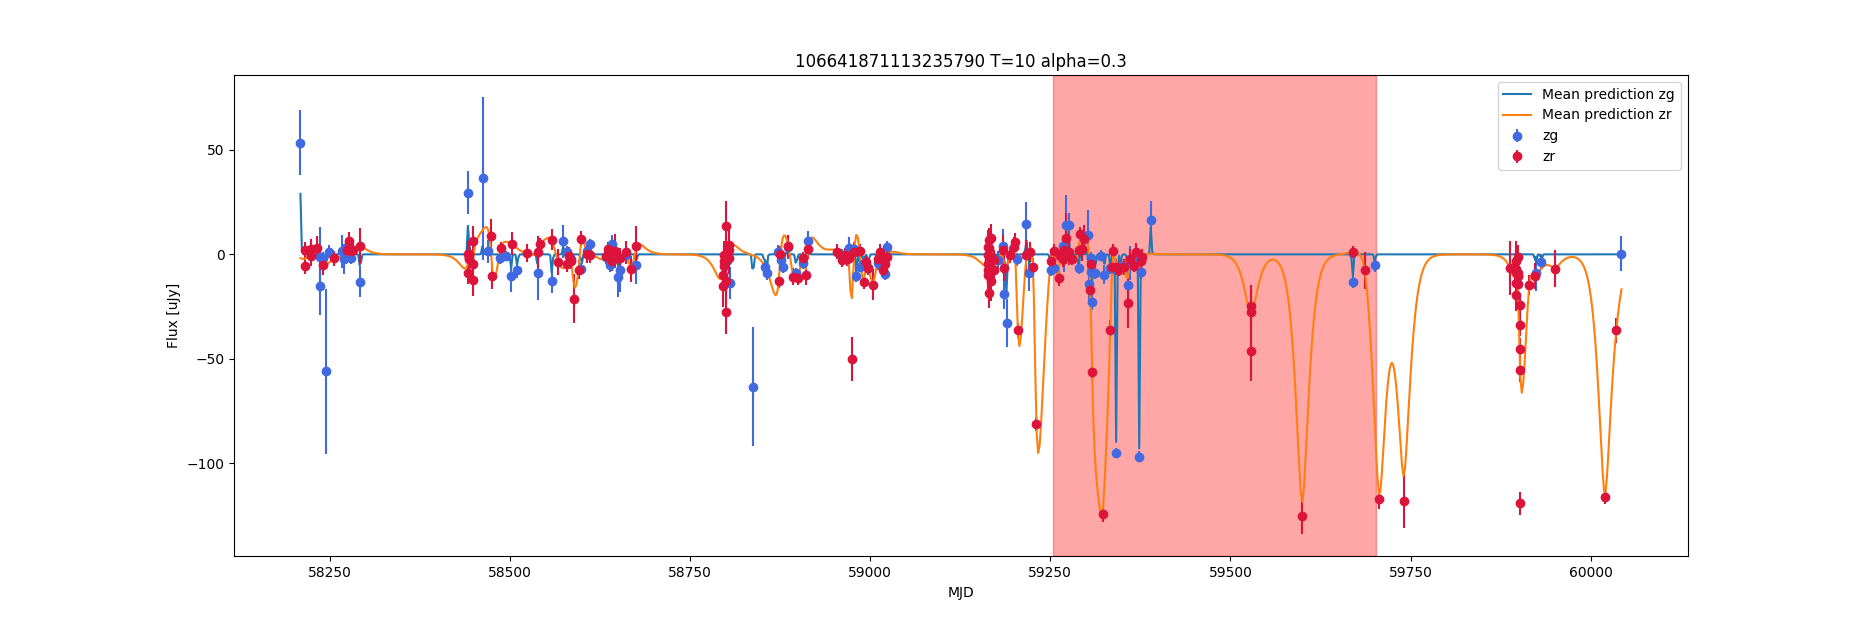 106641871113235790 T=10 alpha=0.3
Mean prediction zg
Mean prediction zr
zg
zr
50
0
−50
−100
Flux [uJy]
58250 58500 58750 59000 59250 59500 59750 60000
MJD